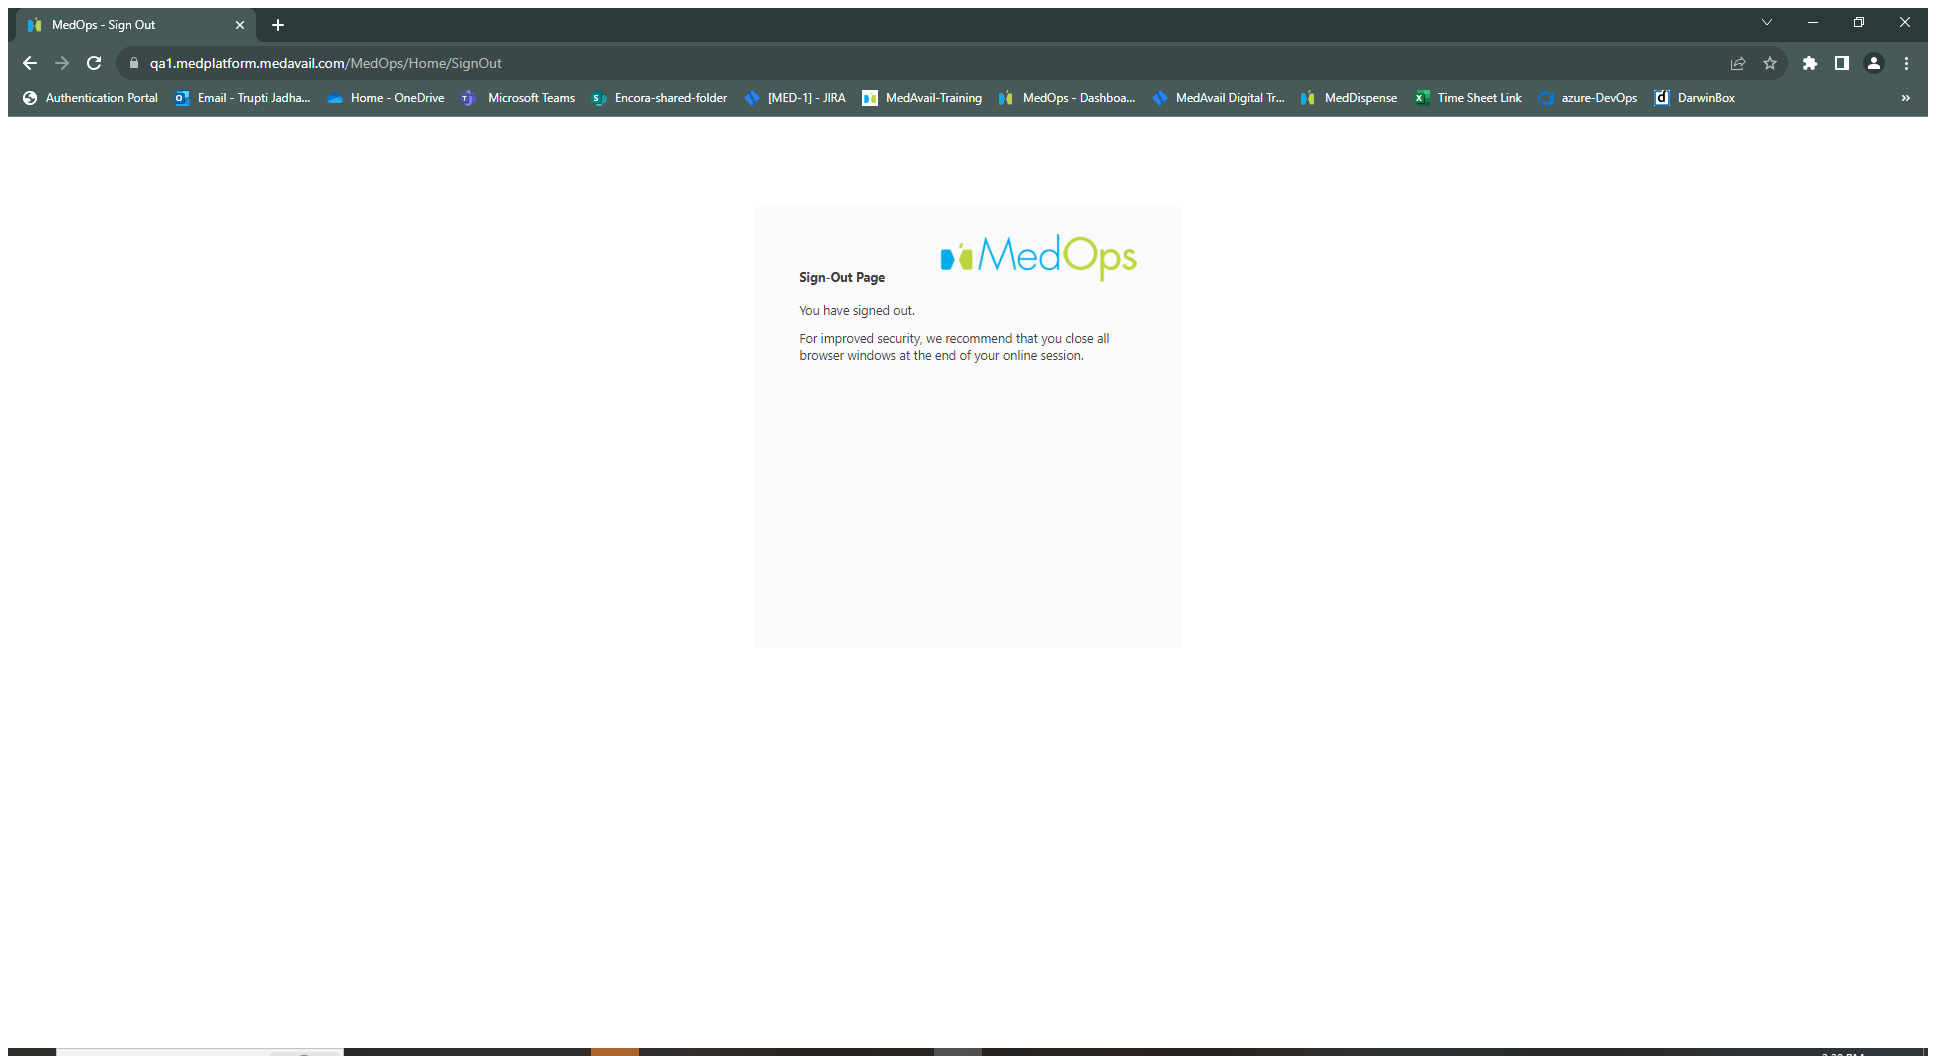 MedOps - Sign Out
qa1.medplatform.medavail.com/MedOps/Home/SignOut
Authentication Portal Email - Trupti Jadha... Home - OneDrive Microsoft Teams Encora-shared-folder [MED-1] - JIRA MedAvail-Training MedOps - Dashboa... MedAvail Digital Tr... MedDispense Time Sheet Link azure-DevOps DarwinBox »
MedOps
Sign-Out Page
You have signed out.
For improved security, we recommend that you close all
browser windows at the end of your online session.